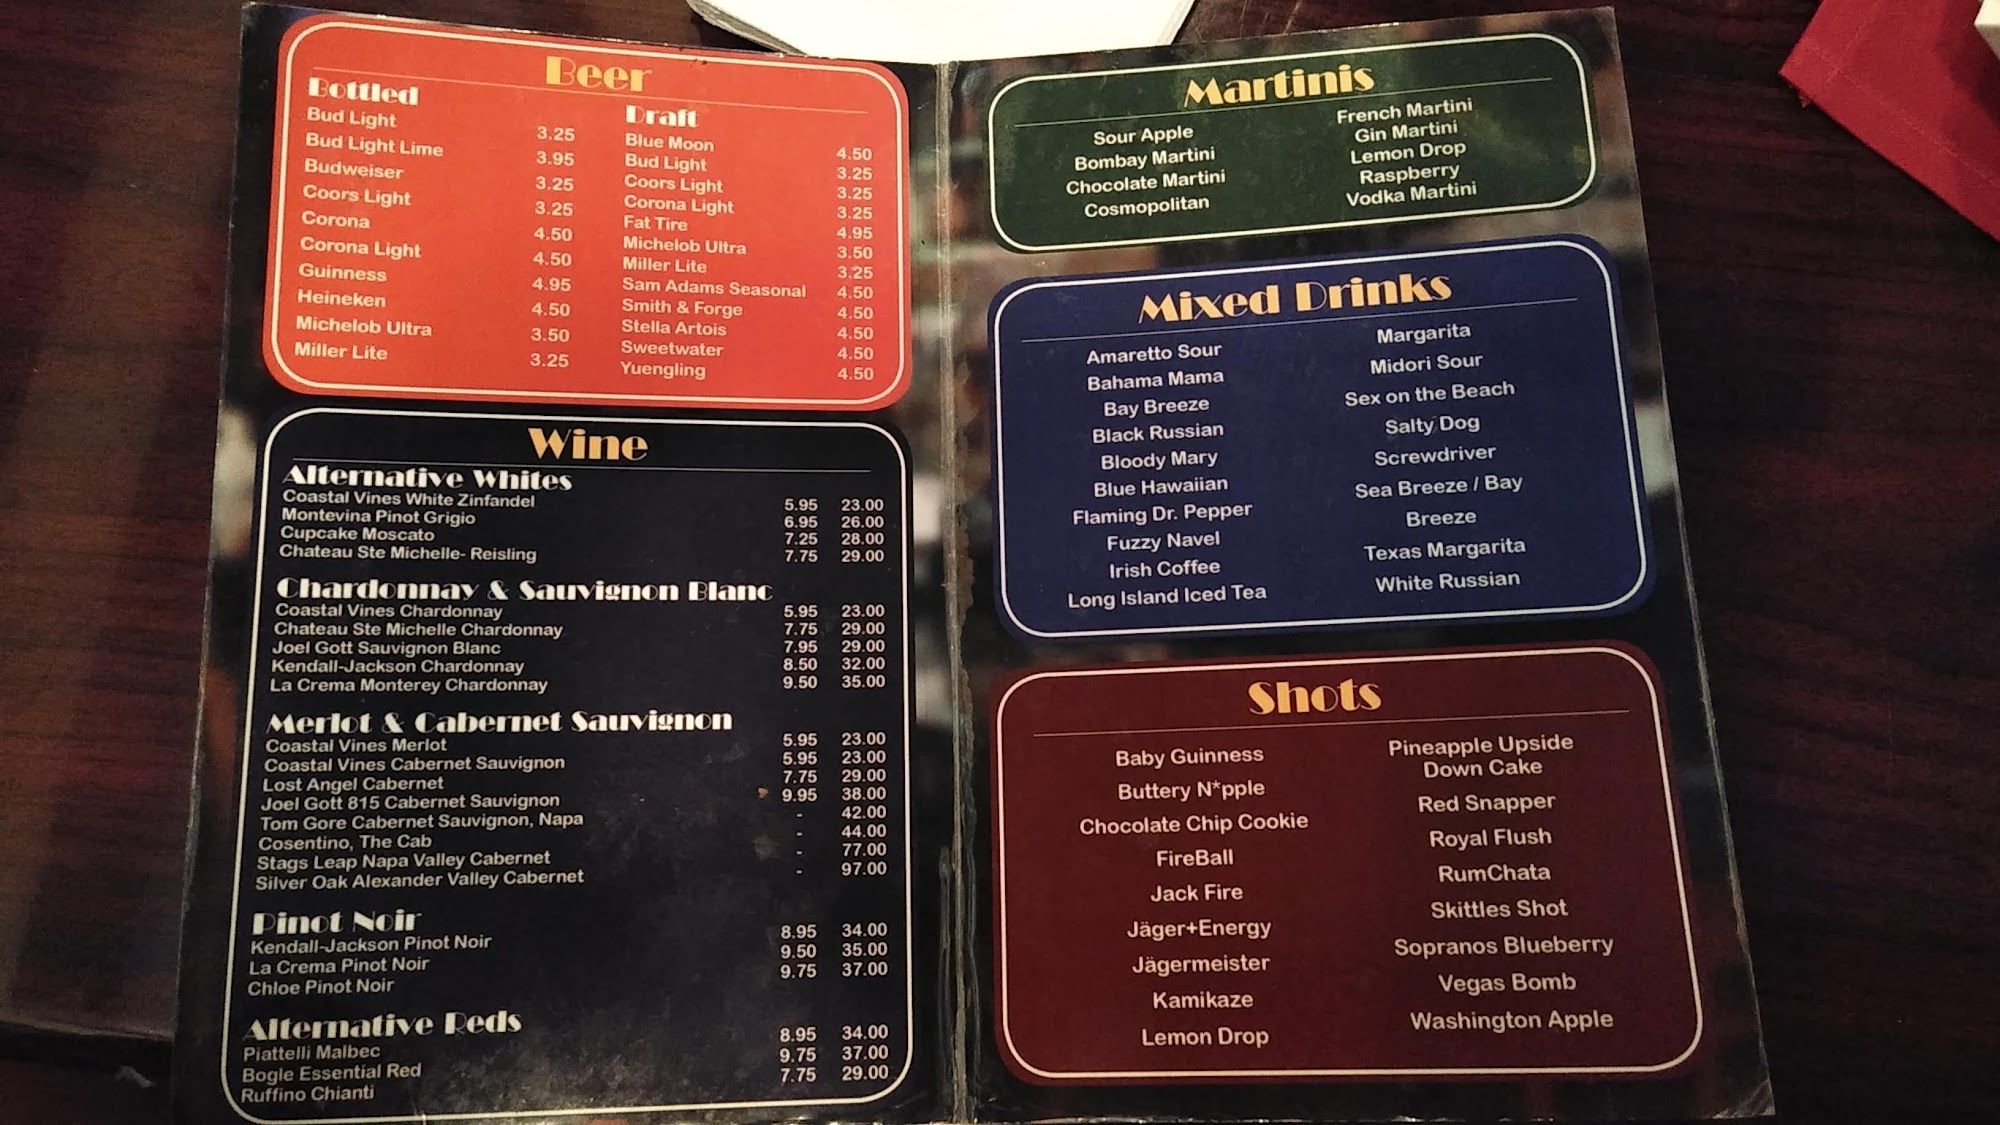 Beer
Bottled
Bud Light 3.25
Bud Light Lime 3.95
Budweiser 3.25
Coors Light 3.25
Corona 4.50
Corona Light 4.50
Guinness 4.95
Heineken 4.50
Michelob Ultra 3.50
Miller Lite 3.25
Draft
Blue Moon 4.50
Bud Light 3.25
Coors Light 3.25
Corona Light 3.25
Fat Tire 4.95
Michelob Ultra 3.50
Miller Lite 3.25
Sam Adams Seasonal 4.50
Smith & Forge 4.50
Stella Artois 4.50
Sweetwater 4.50
Yuengling 4.50
Wine
Alternative Whites
Coastal Vines White Zinfandel 5.95 23.00
Montevina Pinot Grigio 6.95 26.00
Cupcake Moscato 7.25 28.00
Chateau Ste Michelle- Reisling 7.75 29.00
Chardonnay & Sauvignon Blanc
Coastal Vines Chardonnay 5.95 23.00
Chateau Ste Michelle Chardonnay 7.75 29.00
Joel Gott Sauvignon Blanc 7.95 29.00
Kendall-Jackson Chardonnay 8.50 32.00
La Crema Monterey Chardonnay 9.50 35.00
Merlot & Cabernet Sauvignon
Coastal Vines Merlot 5.95 23.00
Coastal Vines Cabernet Sauvignon 5.95 23.00
Lost Angel Cabernet 7.75 29.00
Joel Gott 815 Cabernet Sauvignon 9.95 38.00
Tom Gore Cabernet Sauvignon, Napa - 42.00
Cosentino, The Cab - 44.00
Stags Leap Napa Valley Cabernet - 77.00
Silver Oak Alexander Valley Cabernet - 97.00
Pinot Noir
Kendall-Jackson Pinot Noir 8.95 34.00
La Crema Pinot Noir 9.50 35.00
Chloe Pinot Noir 9.75 37.00
Alternative Reds
Piattelli Malbec 8.95 34.00
Bogle Essential Red 9.75 37.00
Ruffino Chianti 7.75 29.00
Martinis
Sour Apple
Bombay Martini
Chocolate Martini
Cosmopolitan
French Martini
Gin Martini
Lemon Drop
Raspberry
Vodka Martini
Mixed Drinks
Amaretto Sour
Bahama Mama
Bay Breeze
Black Russian
Bloody Mary
Blue Hawaiian
Flaming Dr. Pepper
Fuzzy Navel
Irish Coffee
Long Island Iced Tea
Margarita
Midori Sour
Sex on the Beach
Salty Dog
Screwdriver
Sea Breeze / Bay
Breeze
Texas Margarita
White Russian
Shots
Baby Guinness
Buttery N*pple
Chocolate Chip Cookie
FireBall
Jack Fire
Jäger+Energy
Jägermeister
Kamikaze
Lemon Drop
Pineapple Upside
Down Cake
Red Snapper
Royal Flush
RumChata
Skittles Shot
Sopranos Blueberry
Vegas Bomb
Washington Apple